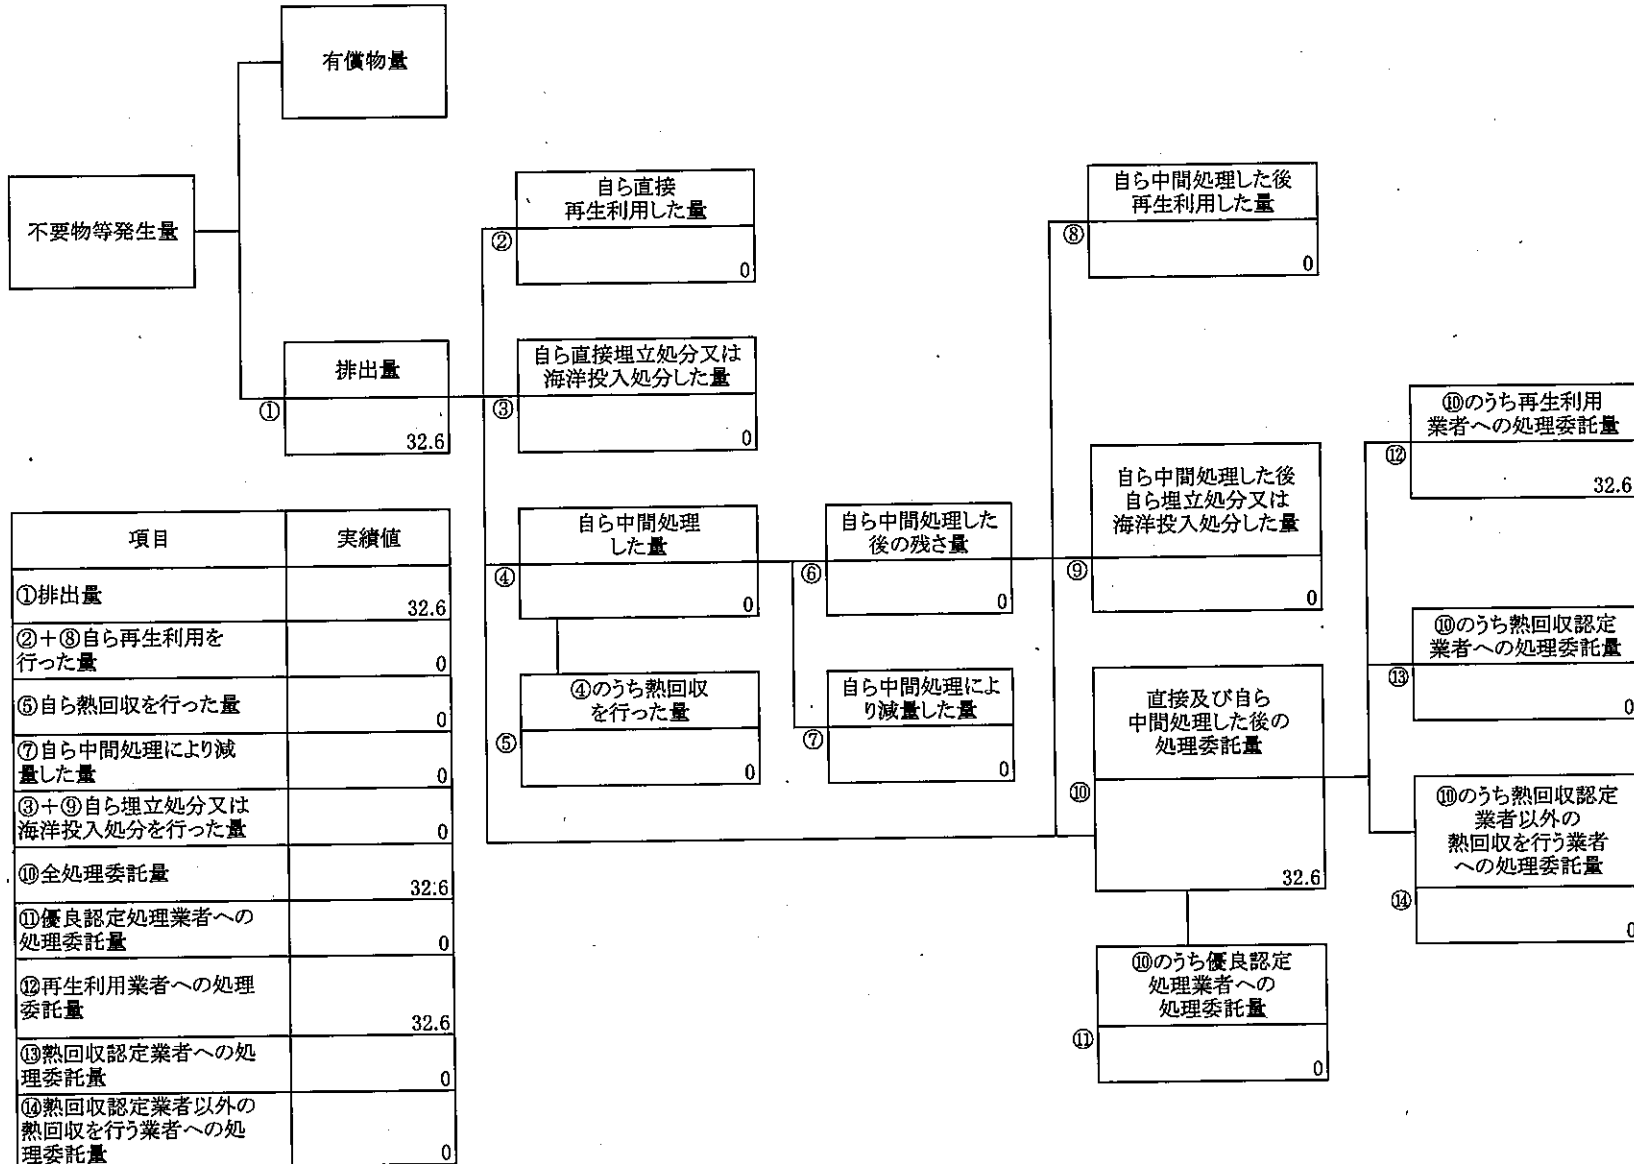 有償物量
不要物等発生量
排出量
①
32.6
自ら直接
再生利用した量
②
0
自ら直接埋立処分又は
海洋投入処分した量
③
0
自ら中間処理
した量
④
0
④のうち熱回収
を行った量
⑤
0
自ら中間処理した
後の残さ量
⑥
0
自ら中間処理によ
り減量した量
⑦
0
自ら中間処理した後
再生利用した量
⑧
0
自ら中間処理した後
自ら埋立処分又は
海洋投入処分した量
⑨
0
直接及び自ら
中間処理した後の
処理委託量
⑩
32.6
⑩のうち優良認定
処理業者への
処理委託量
⑪
0
⑩のうち再生利用
業者への処理委託量
⑫
32.6
⑩のうち熱回収認定
業者への処理委託量
⑬
0
⑩のうち熱回収認定
業者以外の
熱回収を行う業者
への処理委託量
⑭
0
項目 実績値
①排出量 32.6
②+⑧自ら再生利用を
行った量 0
⑤自ら熱回収を行った量 0
⑦自ら中間処理により減
量した量 0
③+⑨自ら埋立処分又は
海洋投入処分を行った量 0
⑩全処理委託量 32.6
⑪優良認定処理業者への
処理委託量 0
⑫再生利用業者への処理
委託量 32.6
⑬熱回収認定業者への処
理委託量 0
⑭熱回収認定業者以外の
熱回収を行う業者への処
理委託量 0